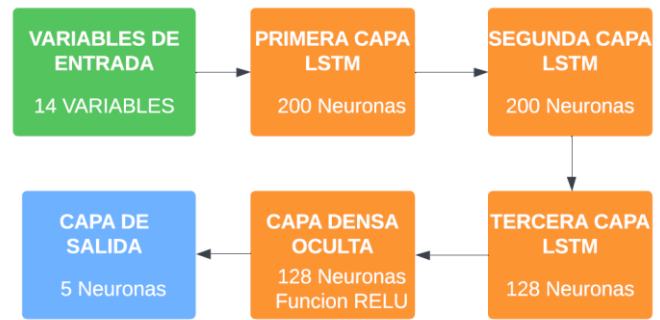 VARIABLES DE
ENTRADA
14 VARIABLES
PRIMERA CAPA
LSTM
200 Neuronas
SEGUNDA CAPA
LSTM
200 Neuronas
TERCERA CAPA
LSTM
128 Neuronas
CAPA DENSA
OCULTA
128 Neuronas
Funcion RELU
CAPA DE
SALIDA
5 Neuronas